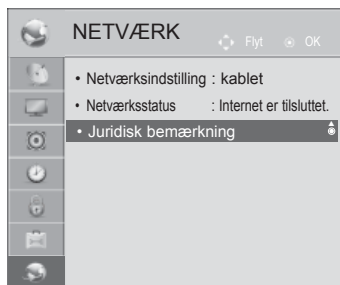 NETVÆRK
Flyt OK
• Netværksindstilling : kablet
• Netværksstatus : Internet er tilsluttet.
• Juridisk bemærkning